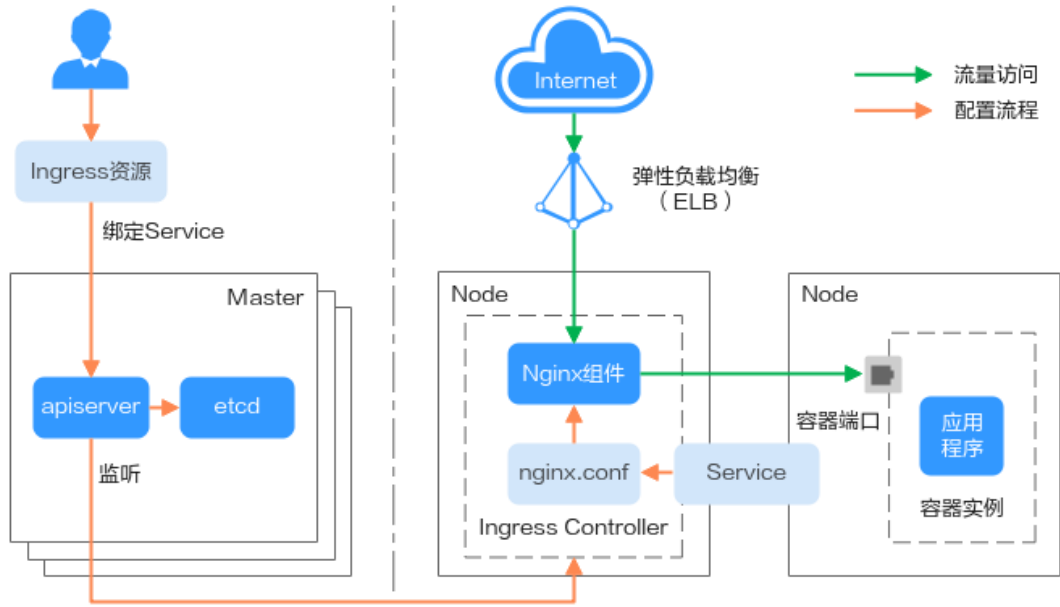 Internet
流量访问
配置流程
Ingress资源
弹性负载均衡
（ELB）
绑定Service
Master
Node
Node
Nginx组件
apiserver
etcd
容器端口
应用
程序
监听
nginx.conf
Service
容器实例
Ingress Controller